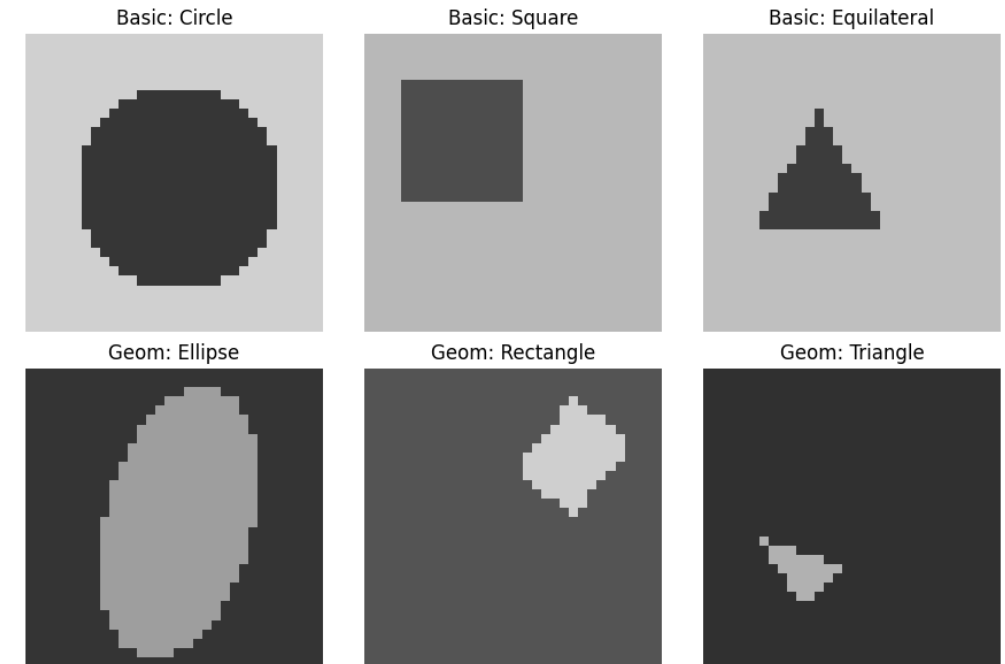 Basic: Circle
Basic: Square
Basic: Equilateral
Geom: Ellipse
Geom: Rectangle
Geom: Triangle